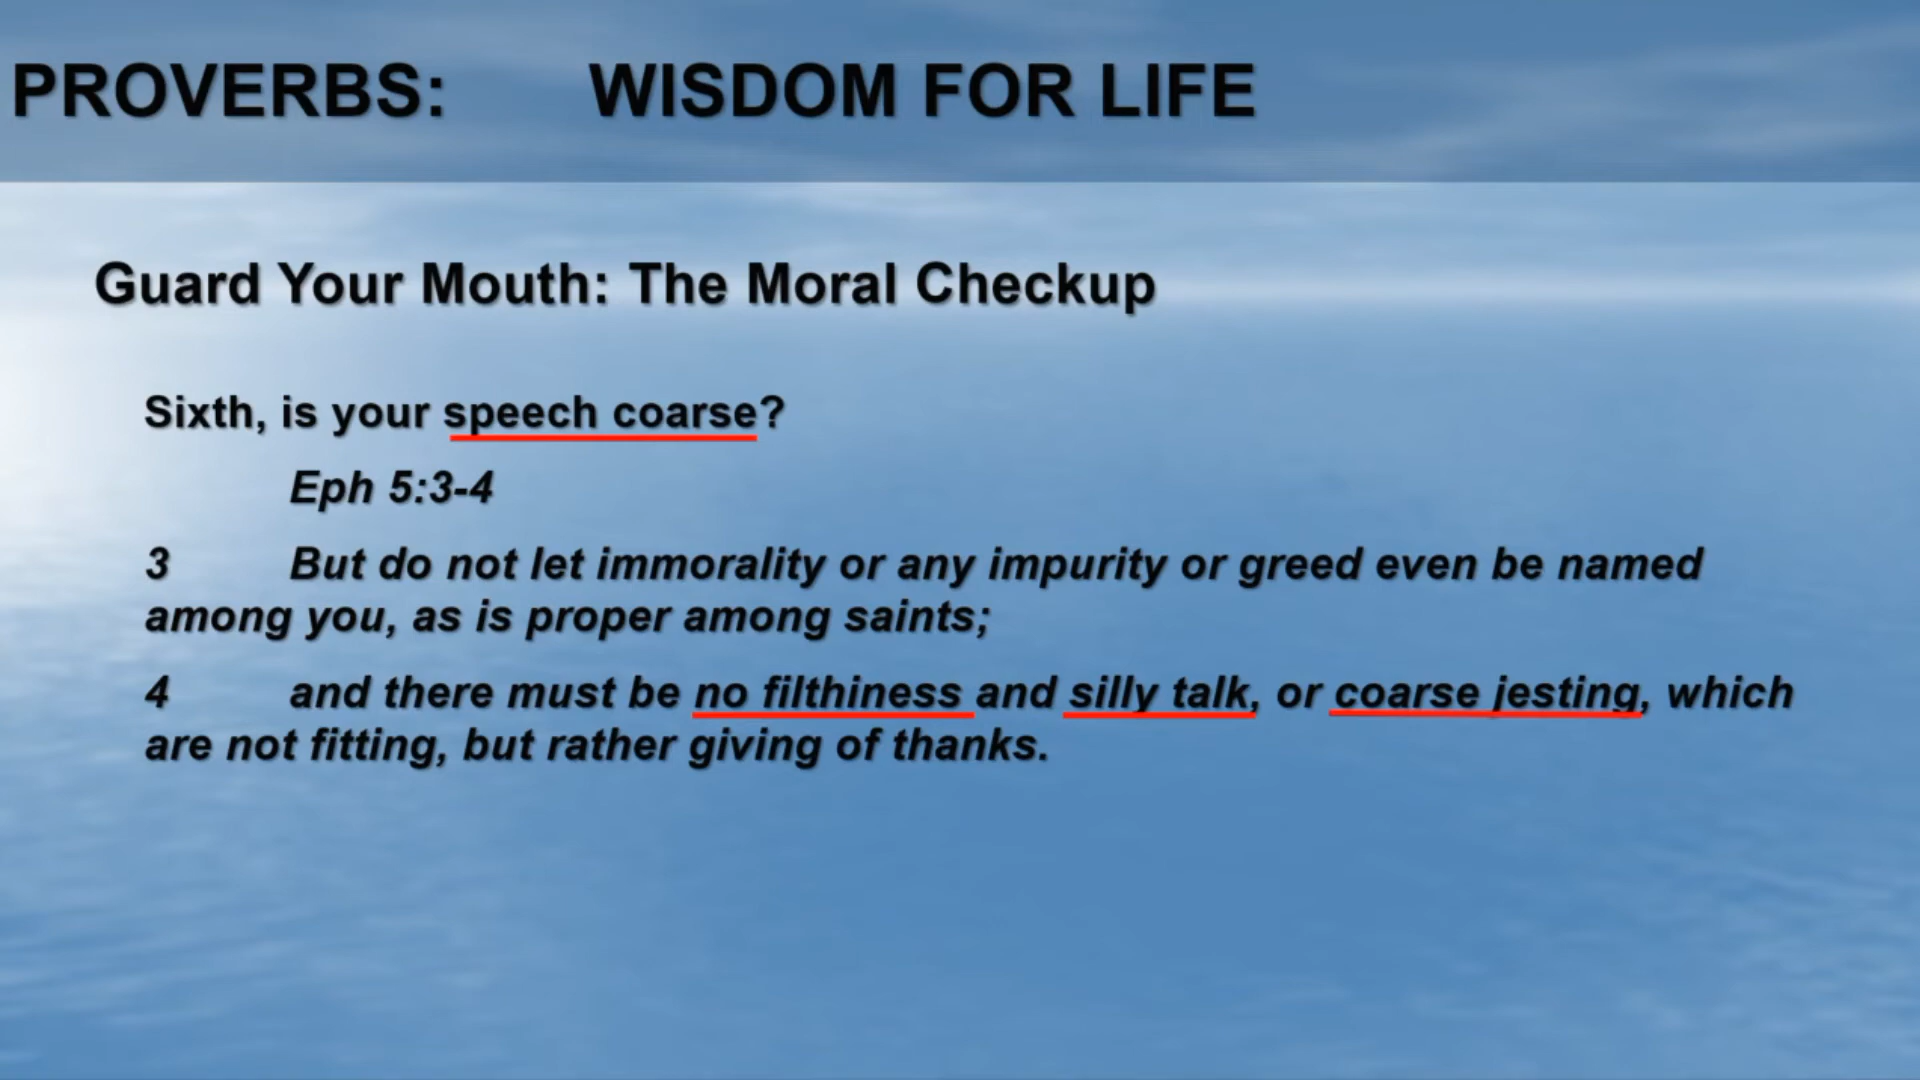 PROVERBS: WISDOM FOR LIFE
Guard Your Mouth: The Moral Checkup
Sixth, is your speech coarse?
Eph 5:3-4
3 But do not let immorality or any impurity or greed even be named
among you, as is proper among saints;
4 and there must be no filthiness and silly talk, or coarse jesting, which
are not fitting, but rather giving of thanks.